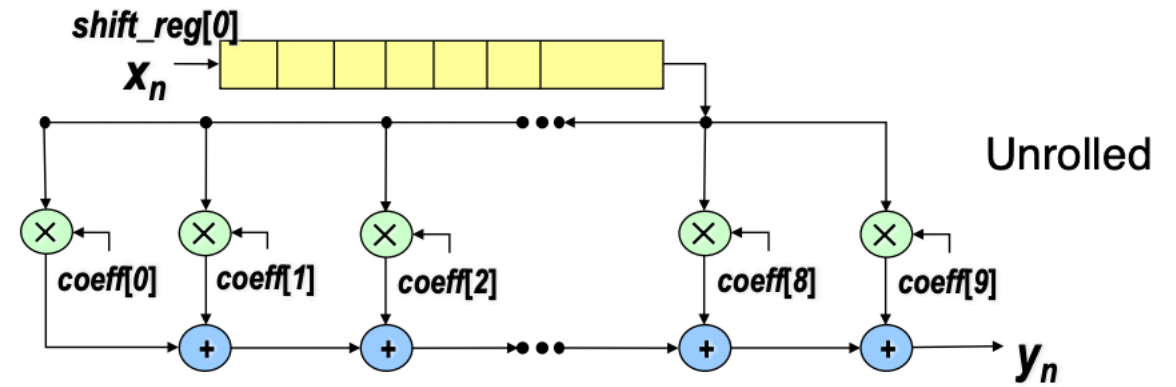 shift_reg[0]
xₙ
Unrolled
× × × × ×
coeff[0] coeff[1] coeff[2] coeff[8] coeff[9]
+ + + +
yₙ